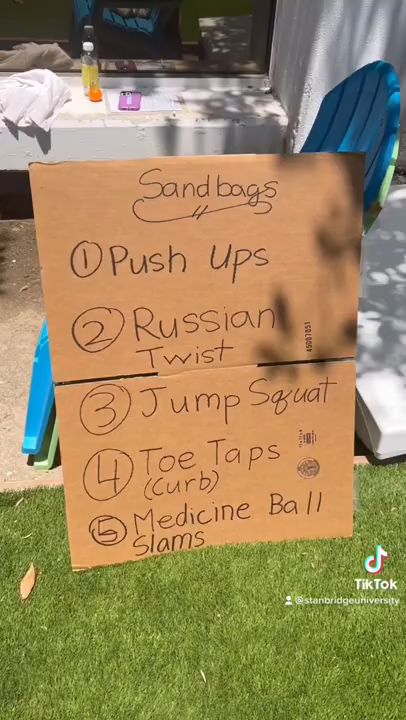 Sandbags
① Push Ups
② Russian
Twist
45067051
③ Jump Squat
④ Toe Taps
(curb)
⑤ Medicine Ball
Slams
TikTok
@stanbridgeuniversity